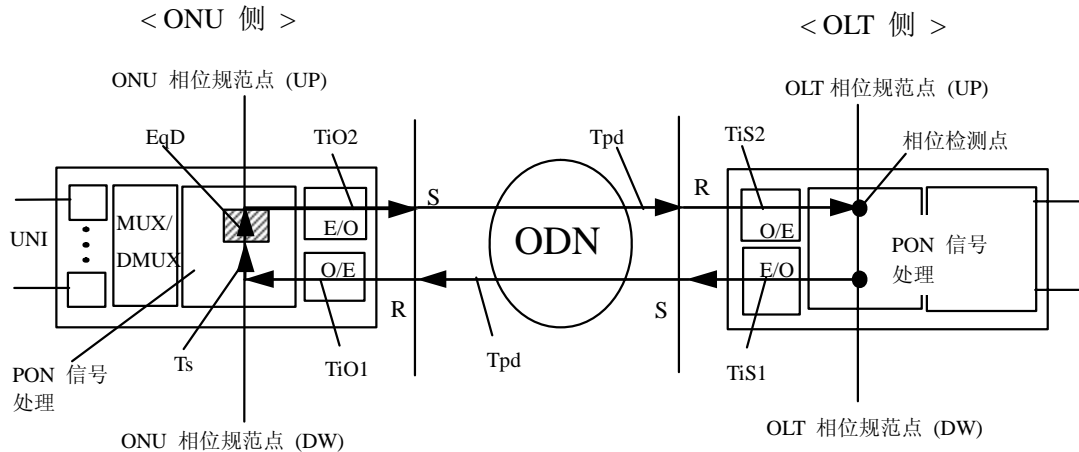 < ONU 侧 >
< OLT 侧 >
ONU 相位规范点 (UP)
OLT 相位规范点 (UP)
EqD
TiO2
Tpd
TiS2
相位检测点
S
R
UNI
MUX/
DMUX
E/O
O/E
ODN
O/E
E/O
PON 信号
处理
R
S
PON 信号
处理
Ts
TiO1
Tpd
TiS1
ONU 相位规范点 (DW)
OLT 相位规范点 (DW)